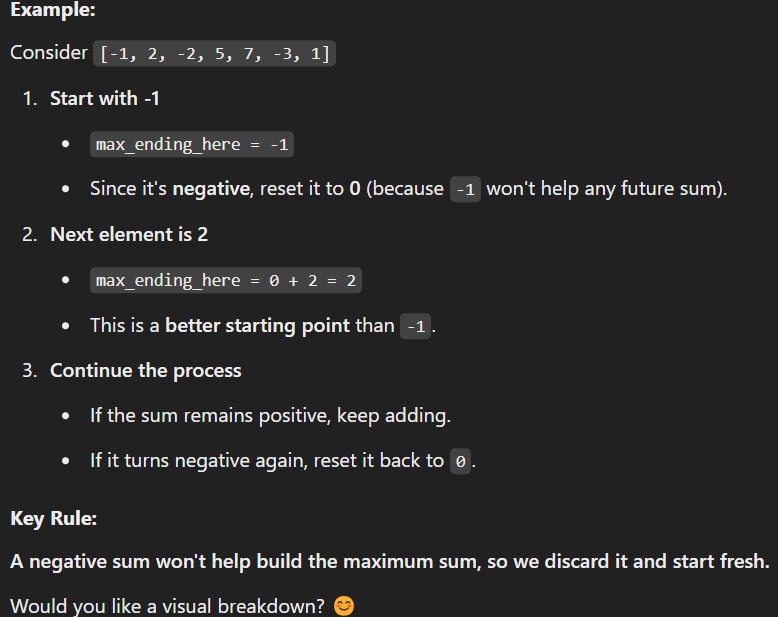 Example:
Consider [-1, 2, -2, 5, 7, -3, 1]
1. Start with -1
• max_ending_here = -1
• Since it's negative, reset it to 0 (because -1 won't help any future sum).
2. Next element is 2
• max_ending_here = 0 + 2 = 2
• This is a better starting point than -1.
3. Continue the process
• If the sum remains positive, keep adding.
• If it turns negative again, reset it back to 0.
Key Rule:
A negative sum won't help build the maximum sum, so we discard it and start fresh.
Would you like a visual breakdown? 😊